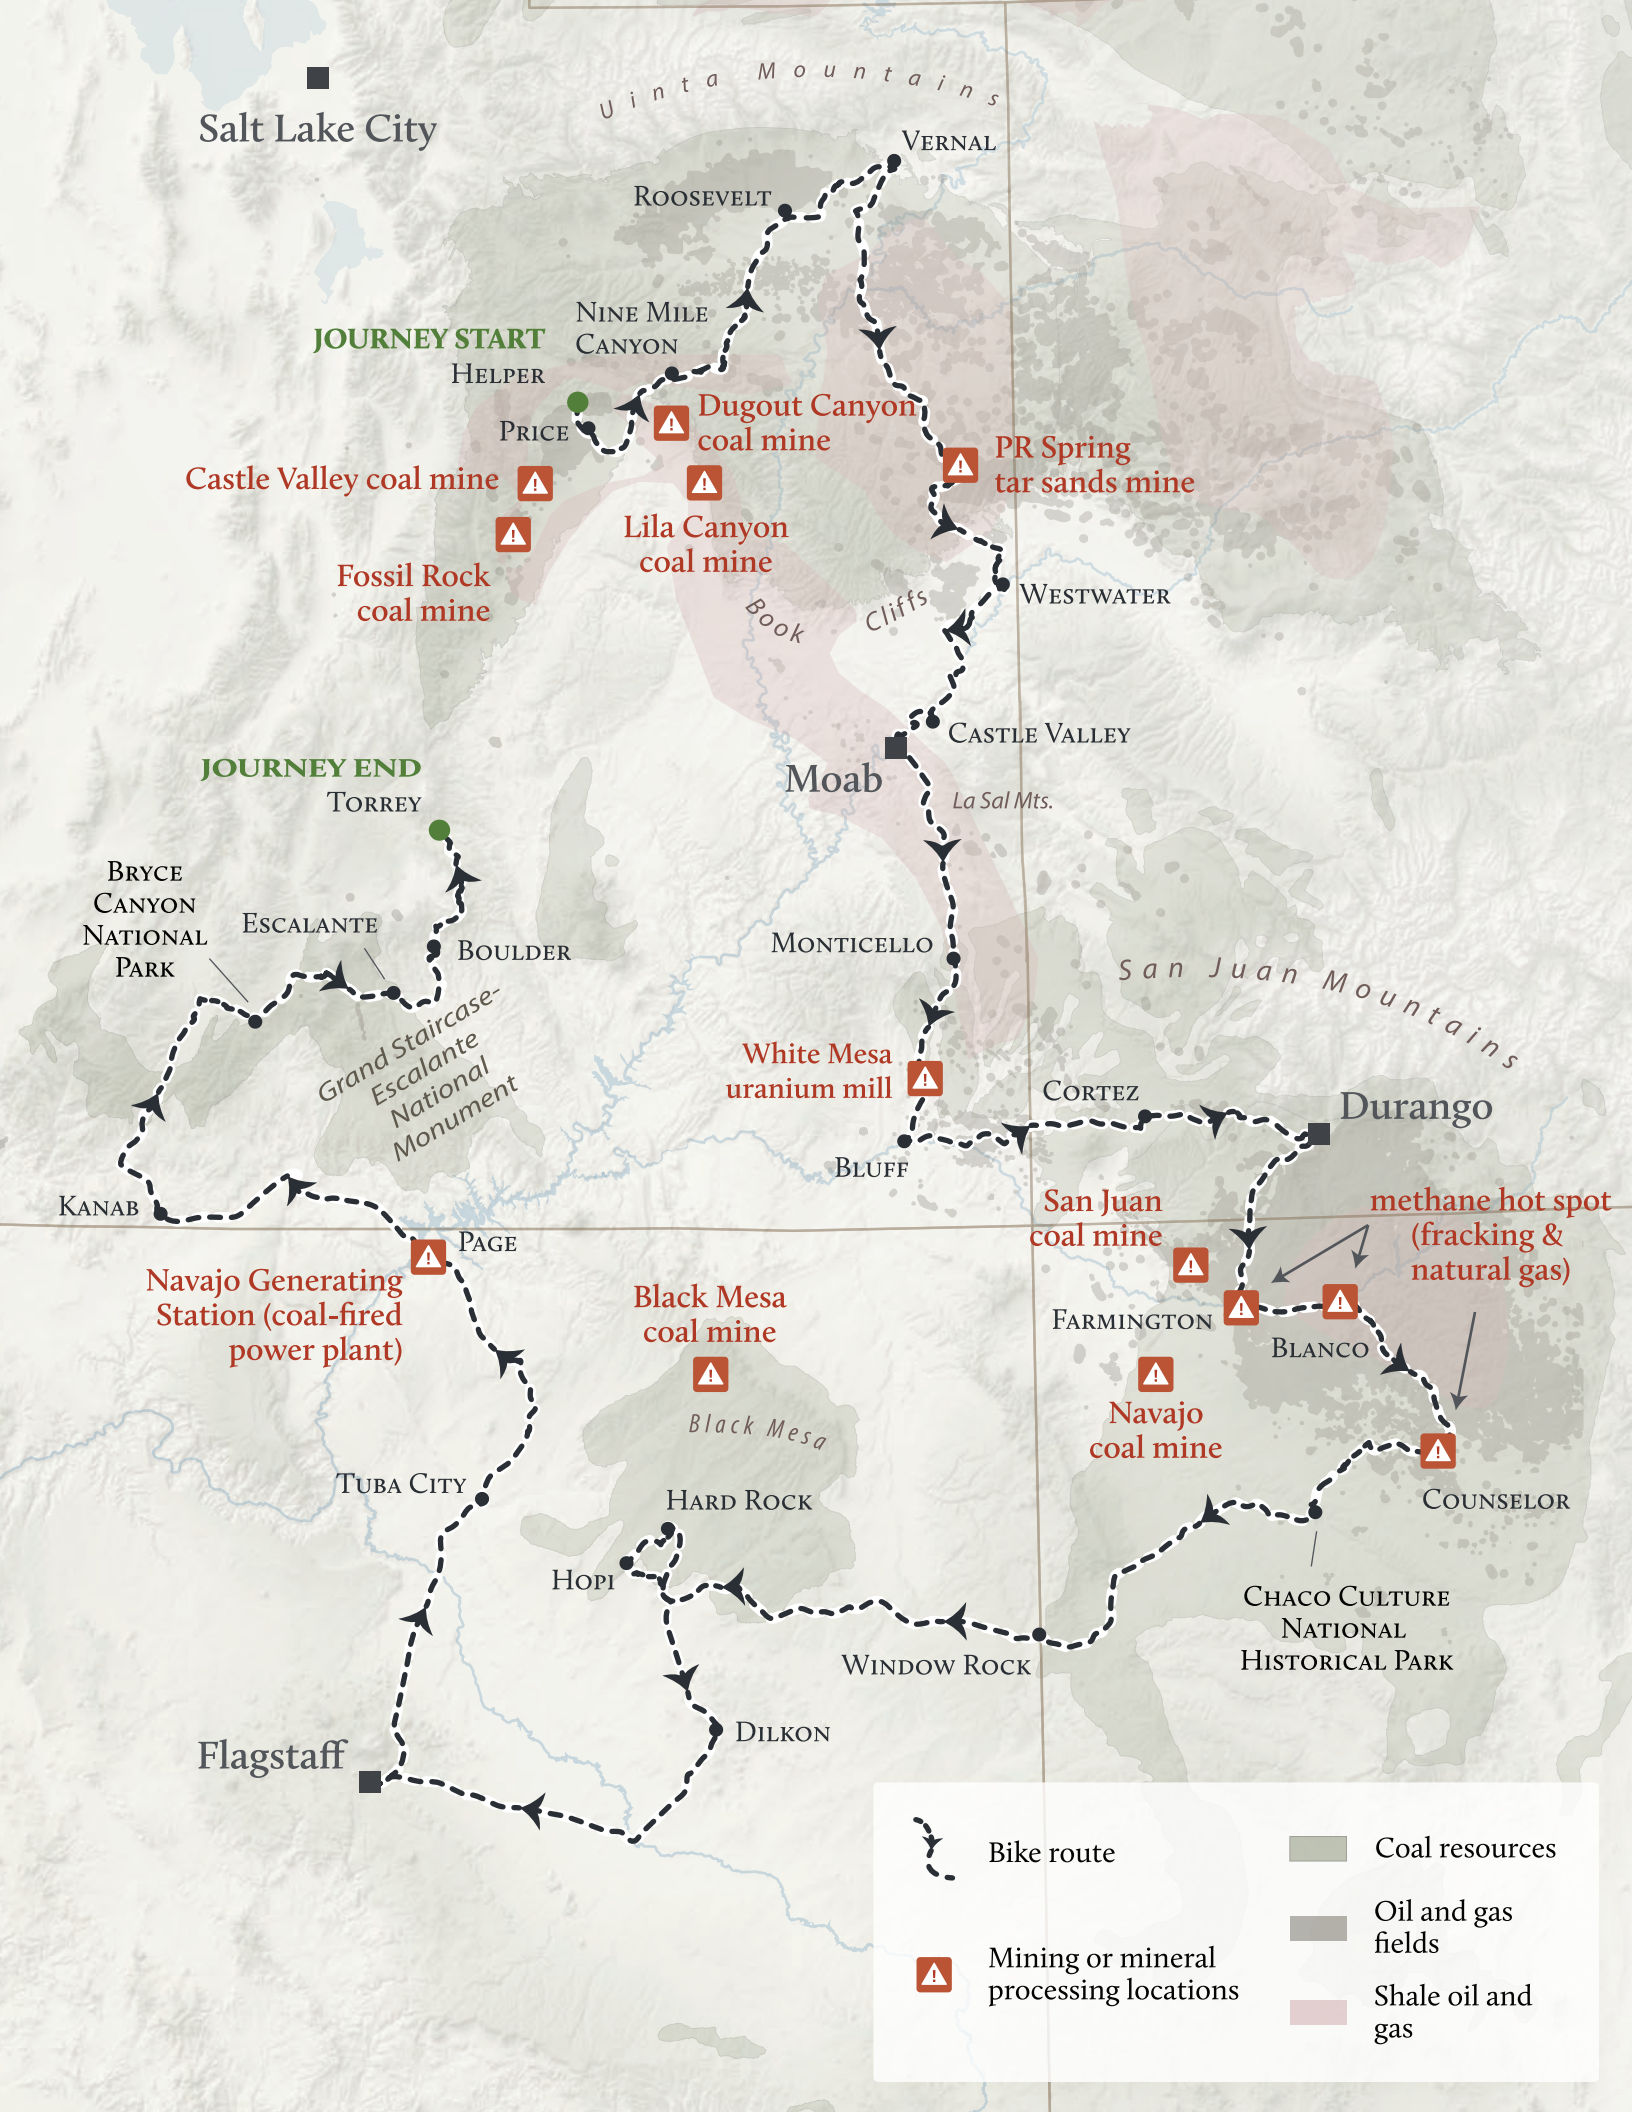 Uinta Mountains
Salt Lake City
Vernal
Roosevelt
Nine Mile
Canyon
JOURNEY START
Helper
Price
Dugout Canyon
coal mine
Castle Valley coal mine
PR Spring
tar sands mine
Lila Canyon
coal mine
Fossil Rock
coal mine
Book Cliffs
Westwater
Castle Valley
Moab
La Sal Mts.
JOURNEY END
Torrey
Bryce
Canyon
National
Park
Escalante
Boulder
Grand Staircase-
Escalante
National
Monument
Monticello
San Juan Mountains
White Mesa
uranium mill
Cortez
Durango
Bluff
Kanab
Page
San Juan
coal mine
methane hot spot
(fracking &
natural gas)
Navajo Generating
Station (coal-fired
power plant)
Black Mesa
coal mine
Farmington
Blanco
Black Mesa
Navajo
coal mine
Tuba City
Hard Rock
Counselor
Hopi
Chaco Culture
National
Historical Park
Window Rock
Dilkon
Flagstaff
Bike route
Mining or mineral
processing locations
Coal resources
Oil and gas
fields
Shale oil and
gas